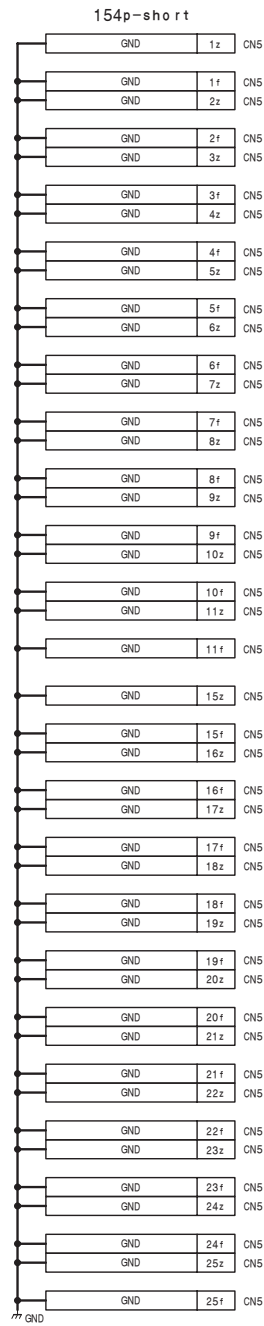 154p-short
GND 1z CN5
GND 1f CN5
GND 2z CN5
GND 2f CN5
GND 3z CN5
GND 3f CN5
GND 4z CN5
GND 4f CN5
GND 5z CN5
GND 5f CN5
GND 6z CN5
GND 6f CN5
GND 7z CN5
GND 7f CN5
GND 8z CN5
GND 8f CN5
GND 9z CN5
GND 9f CN5
GND 10z CN5
GND 10f CN5
GND 11z CN5
GND 11f CN5
GND 15z CN5
GND 15f CN5
GND 16z CN5
GND 16f CN5
GND 17z CN5
GND 17f CN5
GND 18z CN5
GND 18f CN5
GND 19z CN5
GND 19f CN5
GND 20z CN5
GND 20f CN5
GND 21z CN5
GND 21f CN5
GND 22z CN5
GND 22f CN5
GND 23z CN5
GND 23f CN5
GND 24z CN5
GND 24f CN5
GND 25z CN5
GND 25f CN5
GND